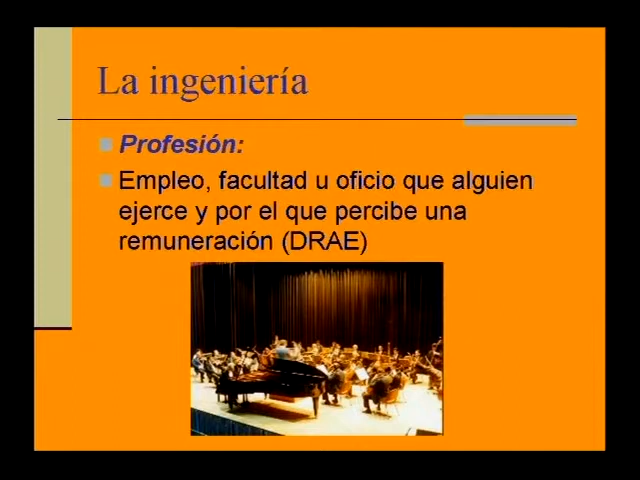 La ingeniería
Profesión:
Empleo, facultad u oficio que alguien
ejerce y por el que percibe una
remuneración (DRAE)